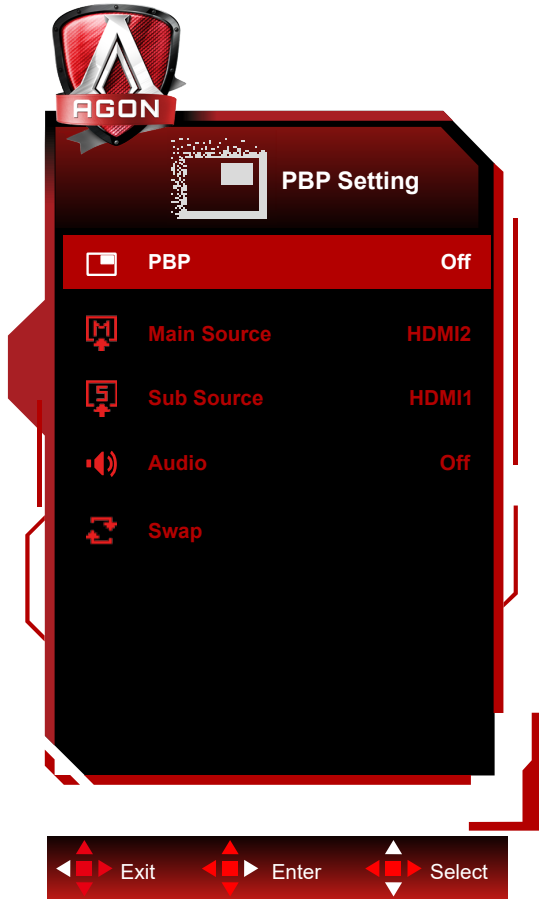 AGON
PBP Setting
PBP Off
Main Source HDMI2
Sub Source HDMI1
Audio Off
Swap
Exit Enter Select